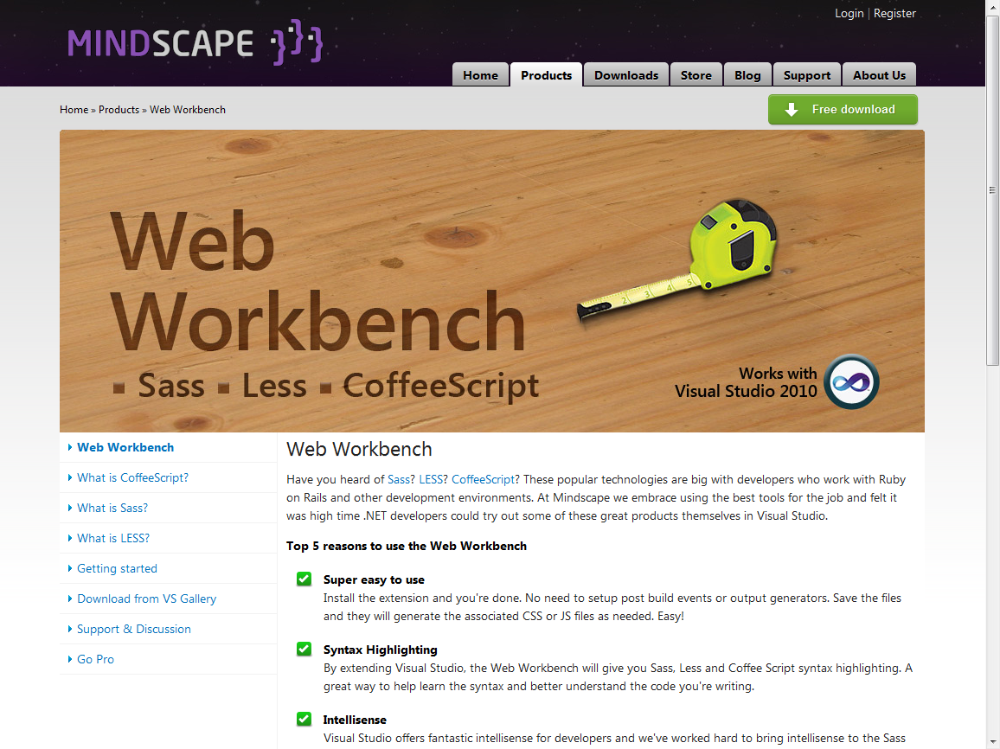 Login | Register
MINDSCAPE
Home
Products
Downloads
Store
Blog
Support
About Us
Home » Products » Web Workbench
Free download
Web
Workbench
2 3 4 5
▪ Sass ▪ Less ▪ CoffeeScript
Works with
Visual Studio 2010
Web Workbench
What is CoffeeScript?
What is Sass?
What is LESS?
Getting started
Download from VS Gallery
Support & Discussion
Go Pro
Web Workbench
Have you heard of Sass? LESS? CoffeeScript? These popular technologies are big with developers who work with Ruby
on Rails and other development environments. At Mindscape we embrace using the best tools for the job and felt it
was high time .NET developers could try out some of these great products themselves in Visual Studio.
Top 5 reasons to use the Web Workbench
Super easy to use
Install the extension and you're done. No need to setup post build events or output generators. Save the files
and they will generate the associated CSS or JS files as needed. Easy!
Syntax Highlighting
By extending Visual Studio, the Web Workbench will give you Sass, Less and Coffee Script syntax highlighting. A
great way to help learn the syntax and better understand the code you're writing.
Intellisense
Visual Studio offers fantastic intellisense for developers and we've worked hard to bring intellisense to the Sass